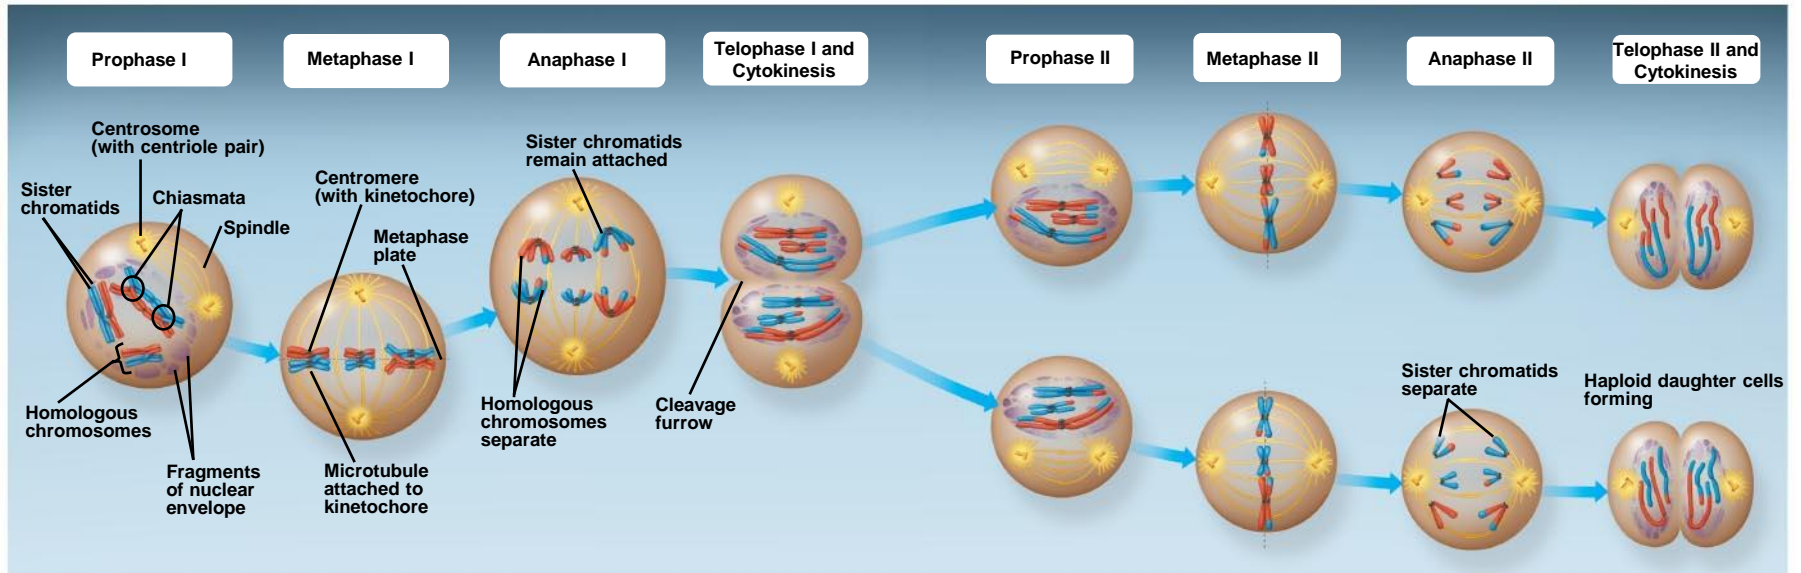 Prophase I
Metaphase I
Anaphase I
Telophase I and
Cytokinesis
Prophase II
Metaphase II
Anaphase II
Telophase II and
Cytokinesis
Centrosome
(with centriole pair)
Sister
chromatids
Chiasmata
Spindle
Centromere
(with kinetochore)
Metaphase
plate
Sister chromatids
remain attached
Homologous
chromosomes
Fragments
of nuclear
envelope
Microtubule
attached to
kinetochore
Homologous
chromosomes
separate
Cleavage
furrow
Sister chromatids
separate
Haploid daughter cells
forming